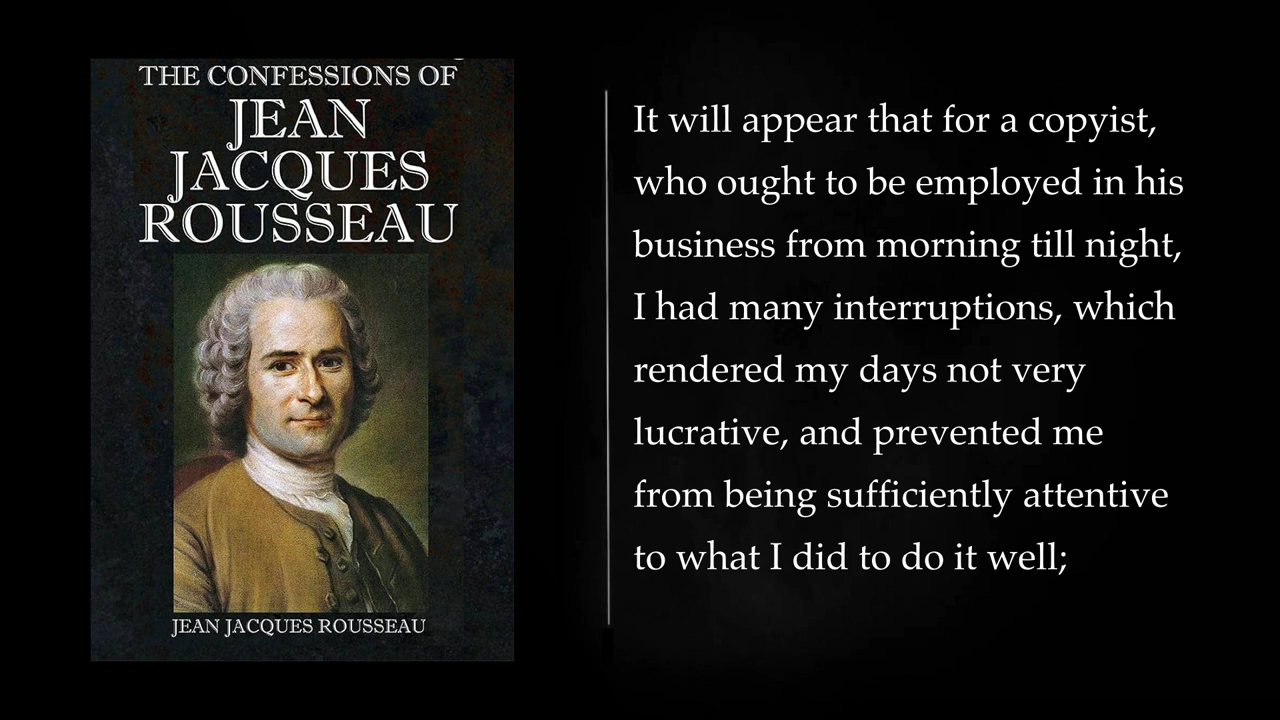 THE CONFESSIONS OF
JEAN
JACQUES
ROUSSEAU
JEAN JACQUES ROUSSEAU
It will appear that for a copyist,
who ought to be employed in his
business from morning till night,
I had many interruptions, which
rendered my days not very
lucrative, and prevented me
from being sufficiently attentive
to what I did to do it well;